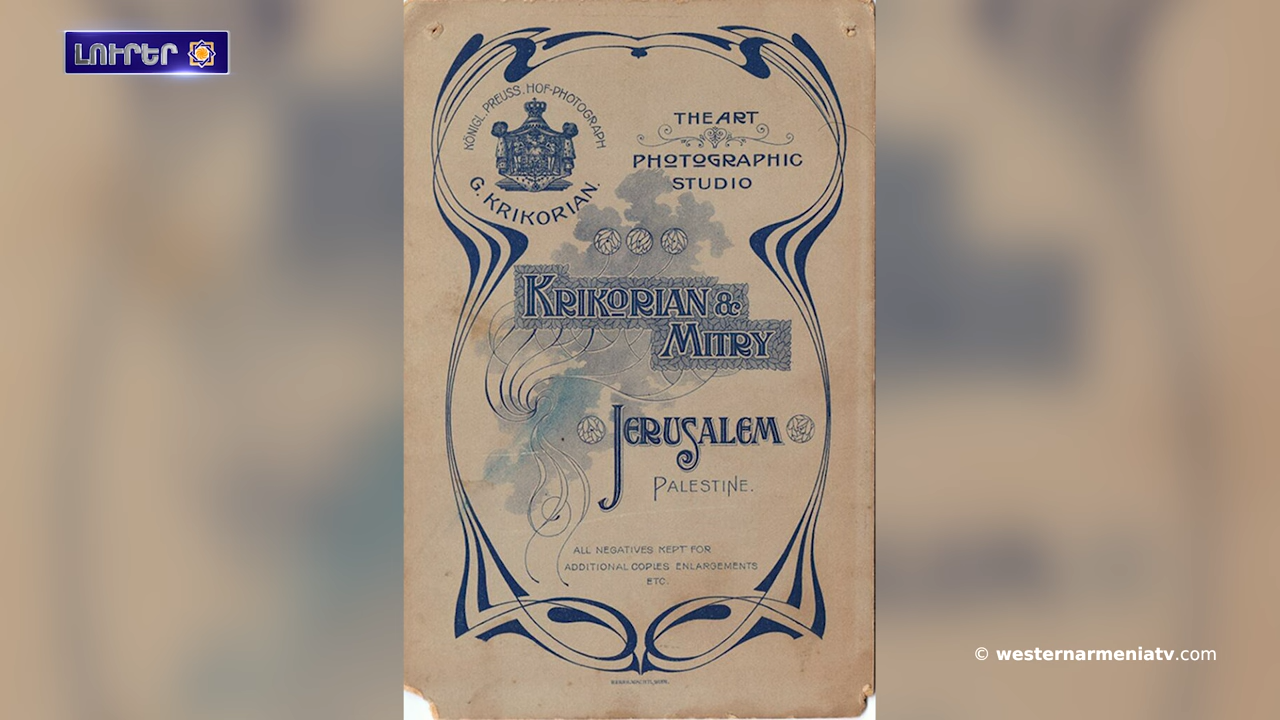 ԼՈՒՐԵՐ
KÖNIGL. PREUSS. HOF-PHOTOGRAPH
G. KRIKORIAN.
THE ART
PHOTOGRAPHIC
STUDIO
KRIKORIAN &
MITRY
JERUSALEM
PALESTINE.
ALL NEGATIVES KEPT FOR
ADDITIONAL COPIES ENLARGEMENTS
ETC.
© westernarmeniatv.com